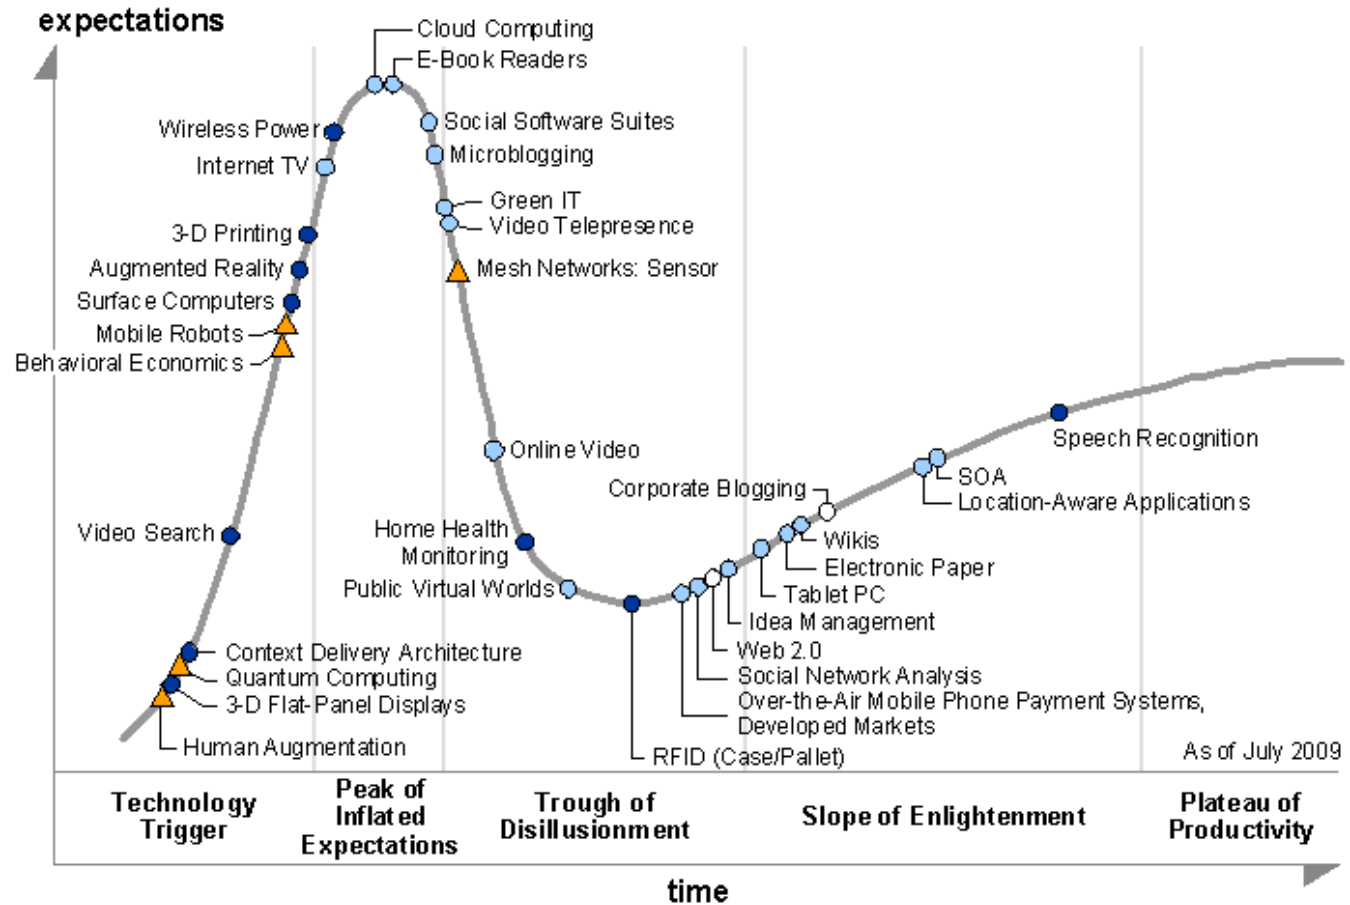 expectations
Cloud Computing
E-Book Readers
Social Software Suites
Wireless Power
Microblogging
Internet TV
Green IT
Video Telepresence
3-D Printing
Augmented Reality
Mesh Networks: Sensor
Surface Computers
Mobile Robots
Behavioral Economics
Speech Recognition
Online Video
SOA
Corporate Blogging
Location-Aware Applications
Home Health
Monitoring
Video Search
Wikis
Electronic Paper
Public Virtual Worlds
Tablet PC
Idea Management
Web 2.0
Context Delivery Architecture
Social Network Analysis
Quantum Computing
Over-the-Air Mobile Phone Payment Systems,
Developed Markets
3-D Flat-Panel Displays
Human Augmentation
RFID (Case/Pallet)
As of July 2009
Technology
Trigger
Peak of
Inflated
Expectations
Trough of
Disillusionment
Slope of Enlightenment
Plateau of
Productivity
time